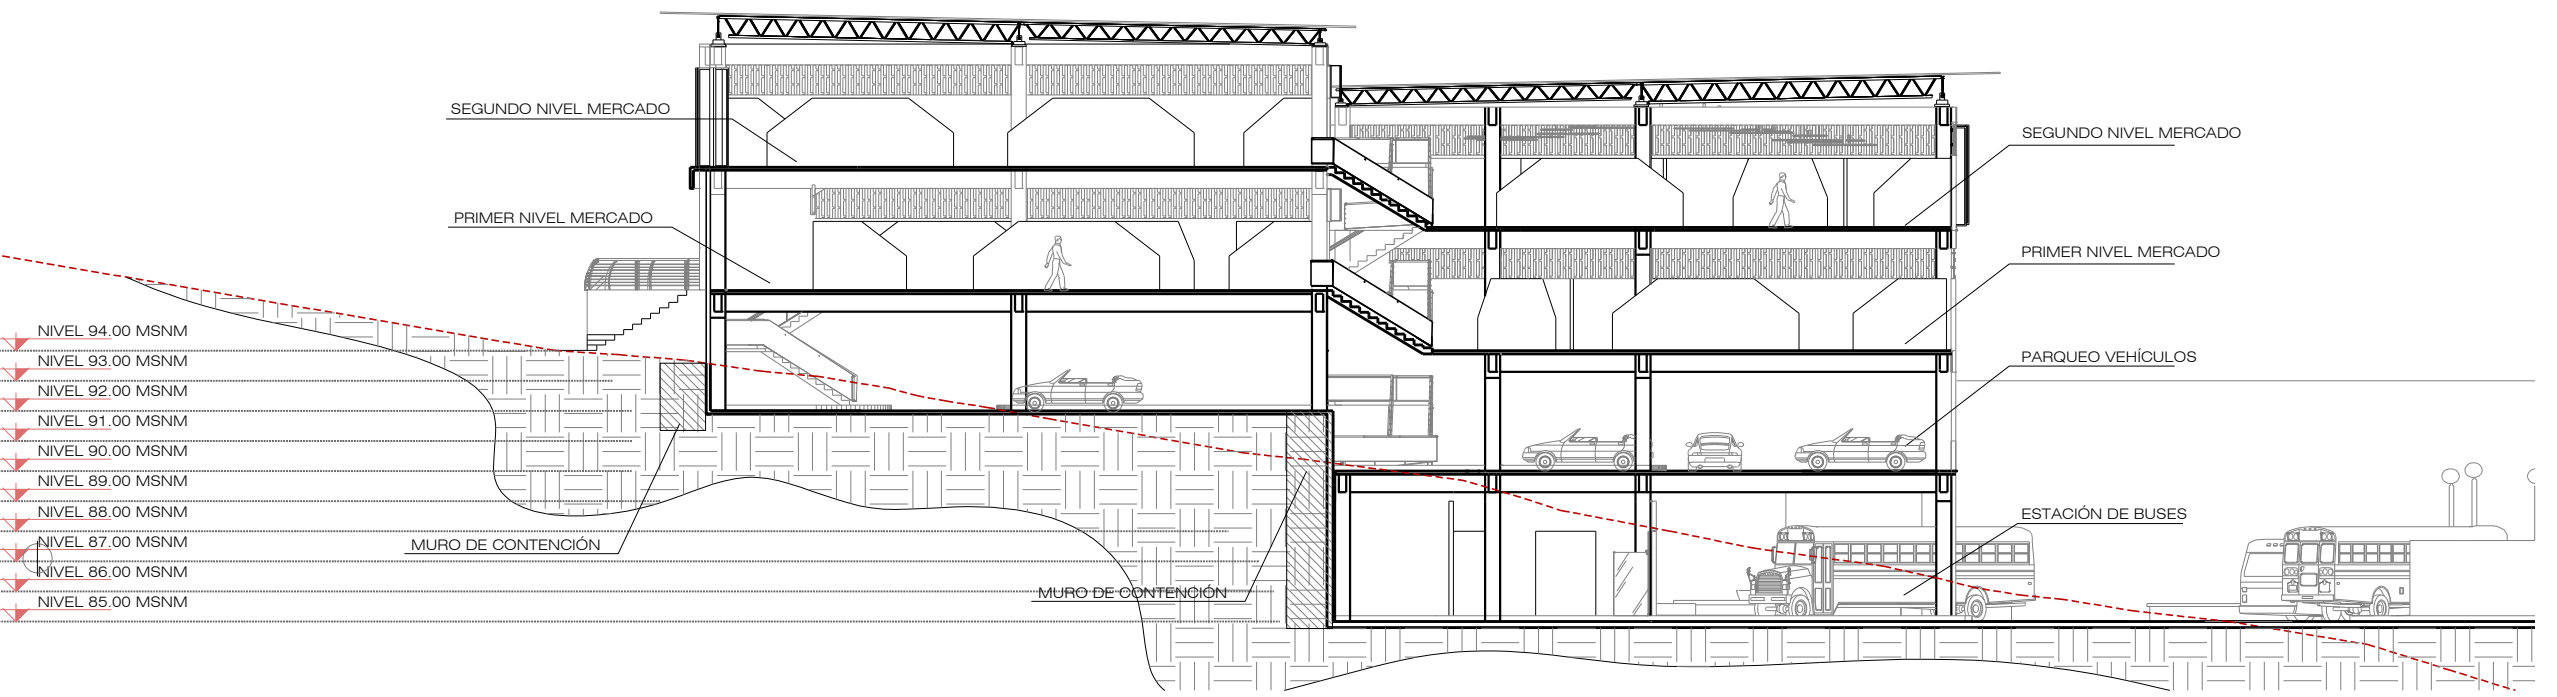 SEGUNDO NIVEL MERCADO
PRIMER NIVEL MERCADO
SEGUNDO NIVEL MERCADO
PRIMER NIVEL MERCADO
PARQUEO VEHÍCULOS
ESTACIÓN DE BUSES
NIVEL 94.00 MSNM
NIVEL 93.00 MSNM
NIVEL 92.00 MSNM
NIVEL 91.00 MSNM
NIVEL 90.00 MSNM
NIVEL 89.00 MSNM
NIVEL 88.00 MSNM
NIVEL 87.00 MSNM
NIVEL 86.00 MSNM
NIVEL 85.00 MSNM
MURO DE CONTENCIÓN
MURO DE CONTENCIÓN